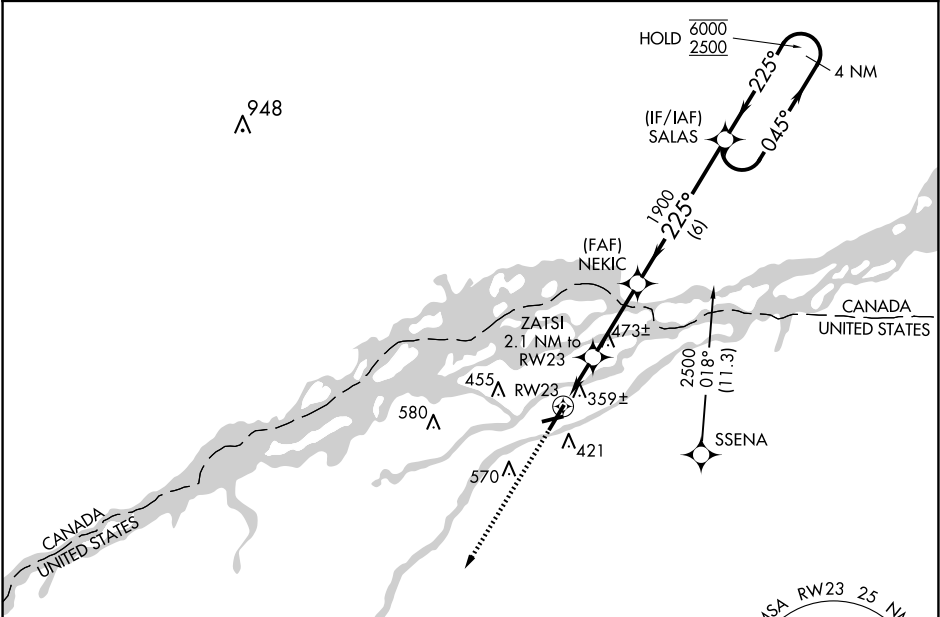 HOLD 6000
2500
4 NM
225°
045°
948
(IF/IAF)
SALAS
1900
225°
(6)
(FAF)
NEKIC
CANADA
UNITED STATES
ZATSI
2.1 NM to
RW23
473±
2500
018°
(11.3)
455
RW23
359±
580
421
SSENA
570
CANADA
UNITED STATES
MSA RW23 25 NM